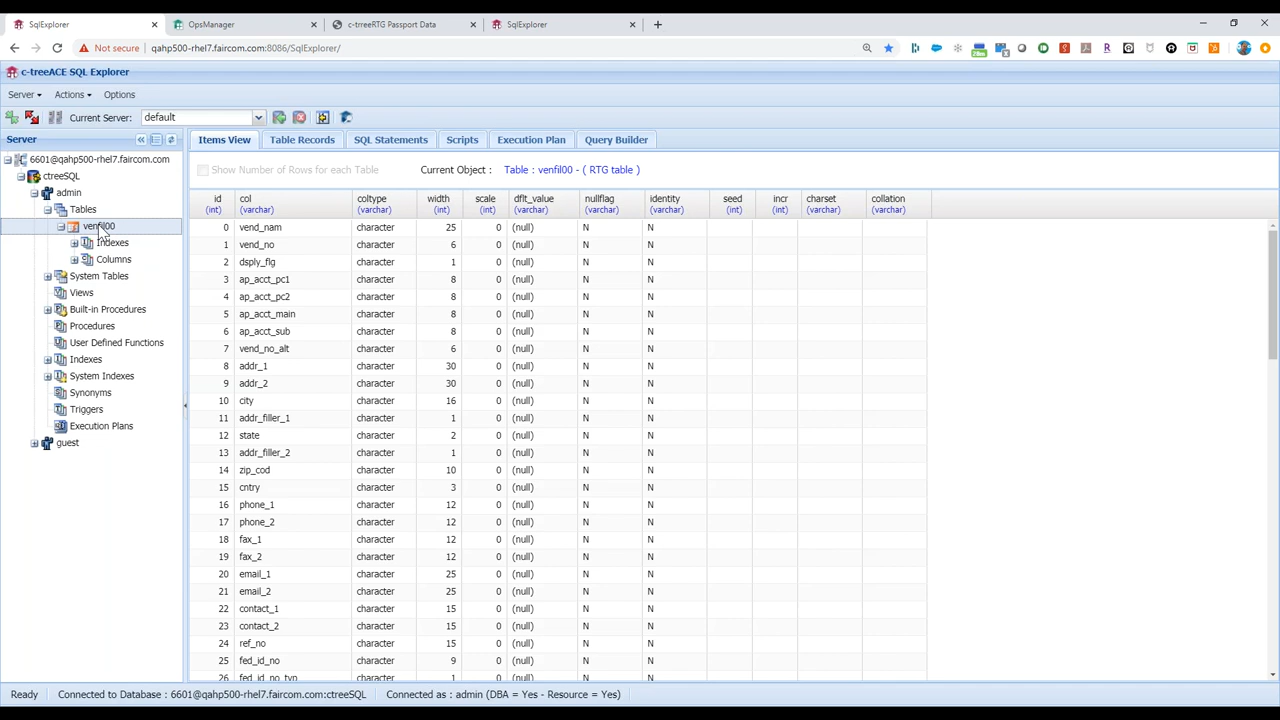 SqlExplorer
OpsManager
c-trreeRTG Passport Data
SqlExplorer
Not secure
qahp500-rhel7.faircom.com:8086/SqlExplorer/
c-treeACE SQL Explorer
Server
Actions
Options
Current Server:
default
Server
6601@qahp500-rhel7.faircom.com
ctreeSQL
admin
Tables
venfil00
Indexes
Columns
System Tables
Views
Built-in Procedures
Procedures
User Defined Functions
Indexes
System Indexes
Synonyms
Triggers
Execution Plans
guest
Items View
Table Records
SQL Statements
Scripts
Execution Plan
Query Builder
Show Number of Rows for each Table
Current Object : Table : venfil00 - ( RTG table )
id col coltype width scale dflt_value nullflag identity seed incr charset collation
(int) (varchar) (varchar) (int) (int) (varchar) (varchar) (varchar) (int) (int) (varchar) (varchar)
0 vend_nam character 25 0 (null) N N
1 vend_no character 6 0 (null) N N
2 dsply_flg character 1 0 (null) N N
3 ap_acct_pc1 character 8 0 (null) N N
4 ap_acct_pc2 character 8 0 (null) N N
5 ap_acct_main character 8 0 (null) N N
6 ap_acct_sub character 8 0 (null) N N
7 vend_no_alt character 6 0 (null) N N
8 addr_1 character 30 0 (null) N N
9 addr_2 character 30 0 (null) N N
10 city character 16 0 (null) N N
11 addr_filler_1 character 1 0 (null) N N
12 state character 2 0 (null) N N
13 addr_filler_2 character 1 0 (null) N N
14 zip_cod character 10 0 (null) N N
15 cntry character 3 0 (null) N N
16 phone_1 character 12 0 (null) N N
17 phone_2 character 12 0 (null) N N
18 fax_1 character 12 0 (null) N N
19 fax_2 character 12 0 (null) N N
20 email_1 character 25 0 (null) N N
21 email_2 character 25 0 (null) N N
22 contact_1 character 15 0 (null) N N
23 contact_2 character 15 0 (null) N N
24 ref_no character 15 0 (null) N N
25 fed_id_no character 9 0 (null) N N
26 fed_id_no_typ character 1 0 (null) N N
Ready
Connected to Database : 6601@qahp500-rhel7.faircom.com:ctreeSQL
Connected as : admin (DBA = Yes - Resource = Yes)